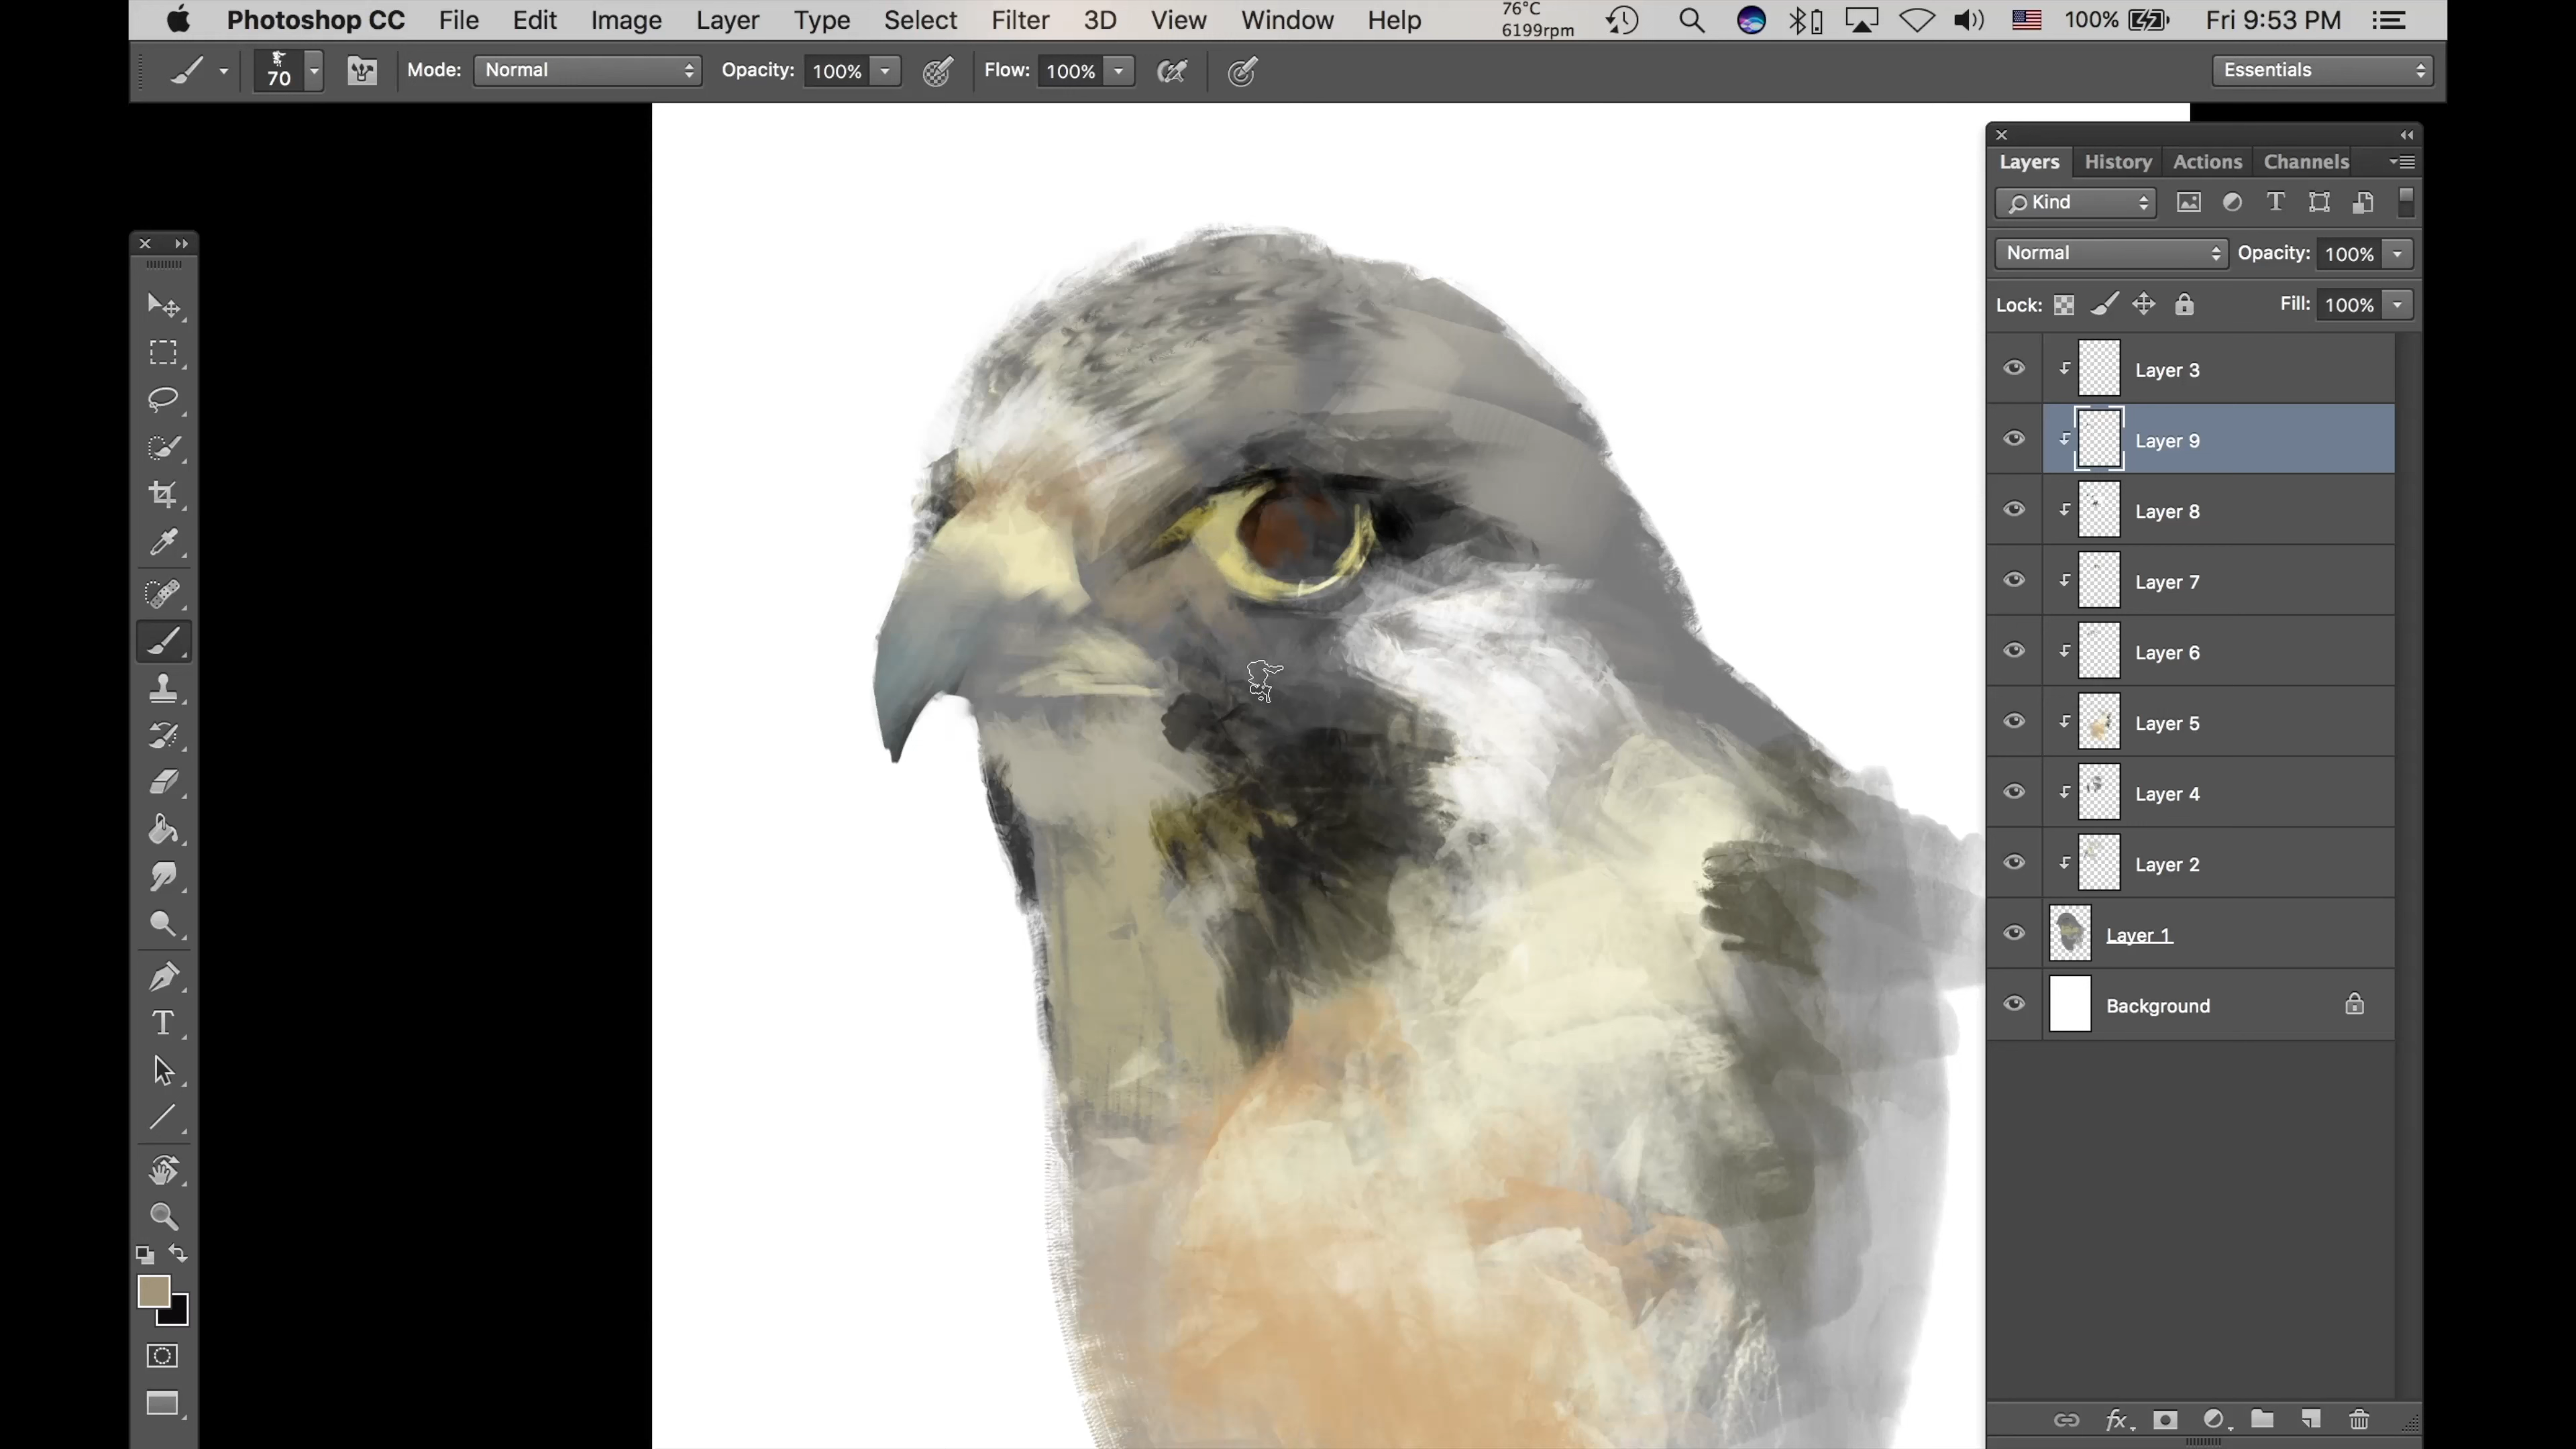 Photoshop CC File Edit Image Layer Type Select Filter 3D View Window Help 76°C 6199rpm 100% Fri 9:53 PM
70 Mode: Normal Opacity: 100% Flow: 100% Essentials
Layers History Actions Channels
Kind
Normal Opacity: 100%
Lock: Fill: 100%
Layer 3
Layer 9
Layer 8
Layer 7
Layer 6
Layer 5
Layer 4
Layer 2
Layer 1
Background